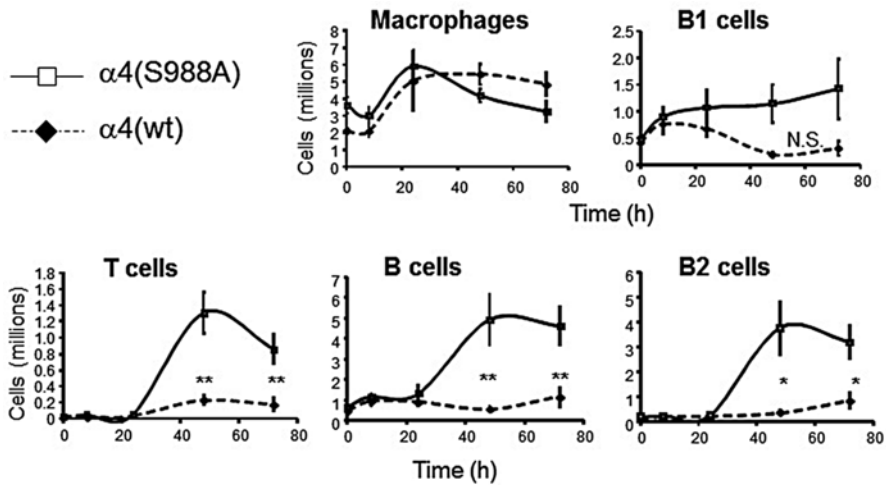 Macrophages
B1 cells
α4(S988A)
α4(wt)
Cells (millions)
8
7
6
5
4
3
2
1
0
0 20 40 60 80
2.5
2.0
1.5
1.0
0.5
0
N.S.
0 20 40 60 80
Time (h)
T cells
B cells
B2 cells
Cells (millions)
1.8
1.6
1.4
1.2
1.0
0.8
0.6
0.4
0.2
0
** **
0 20 40 60 80
7
6
5
4
3
2
1
0
** **
0 20 40 60 80
6
5
4
3
2
1
0
* *
0 20 40 60 80
Time (h)